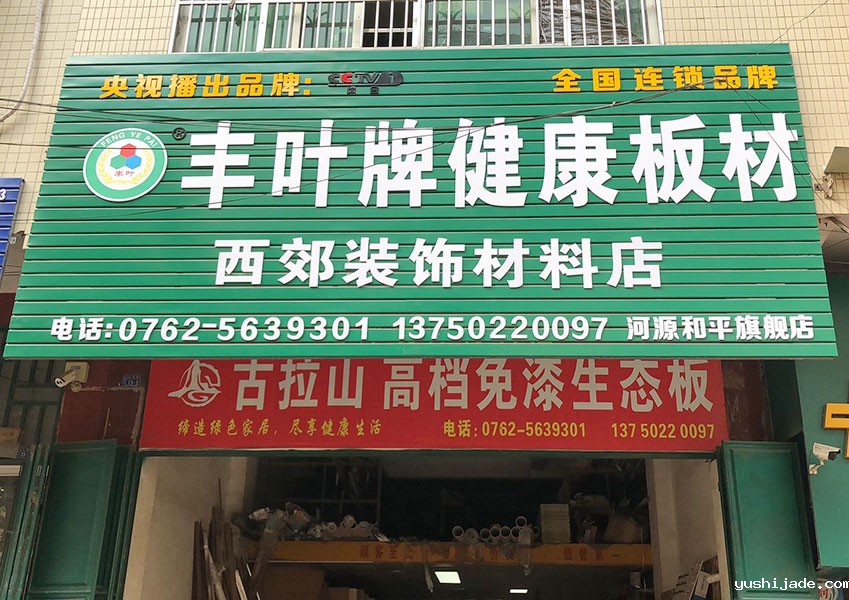 央视播出品牌: CCTV 1 全国连锁品牌
FENG YE PAI
丰叶
® 丰叶牌健康板材
西郊装饰材料店
电话:0762-5639301 13750222097 河源和平旗舰店
古拉山 高档免漆生态板
缔造绿色家居, 尽享健康生活 电话:0762-5639301 13750220097
yushijade.com